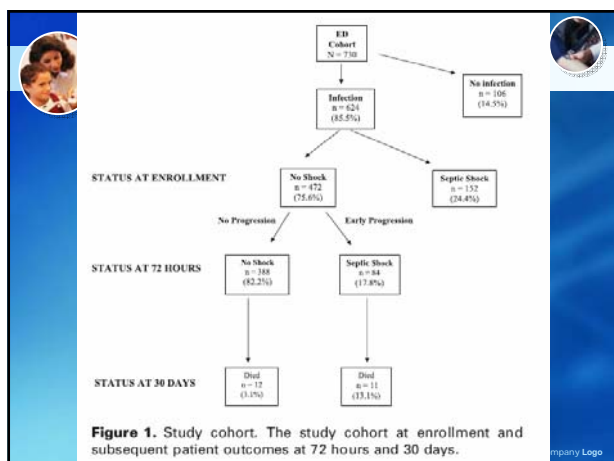 ED
Cohort
N = 730
No infection
n = 106
(14.5%)
Infection
n = 624
(85.5%)
STATUS AT ENROLLMENT
No Shock
n = 472
(75.6%)
Septic Shock
n = 152
(24.4%)
No Progression
Early Progression
STATUS AT 72 HOURS
No Shock
n = 388
(82.2%)
Septic Shock
n = 84
(17.8%)
STATUS AT 30 DAYS
Died
n = 12
(3.1%)
Died
n = 11
(13.1%)
Figure 1. Study cohort. The study cohort at enrollment and
subsequent patient outcomes at 72 hours and 30 days.
mpany Logo